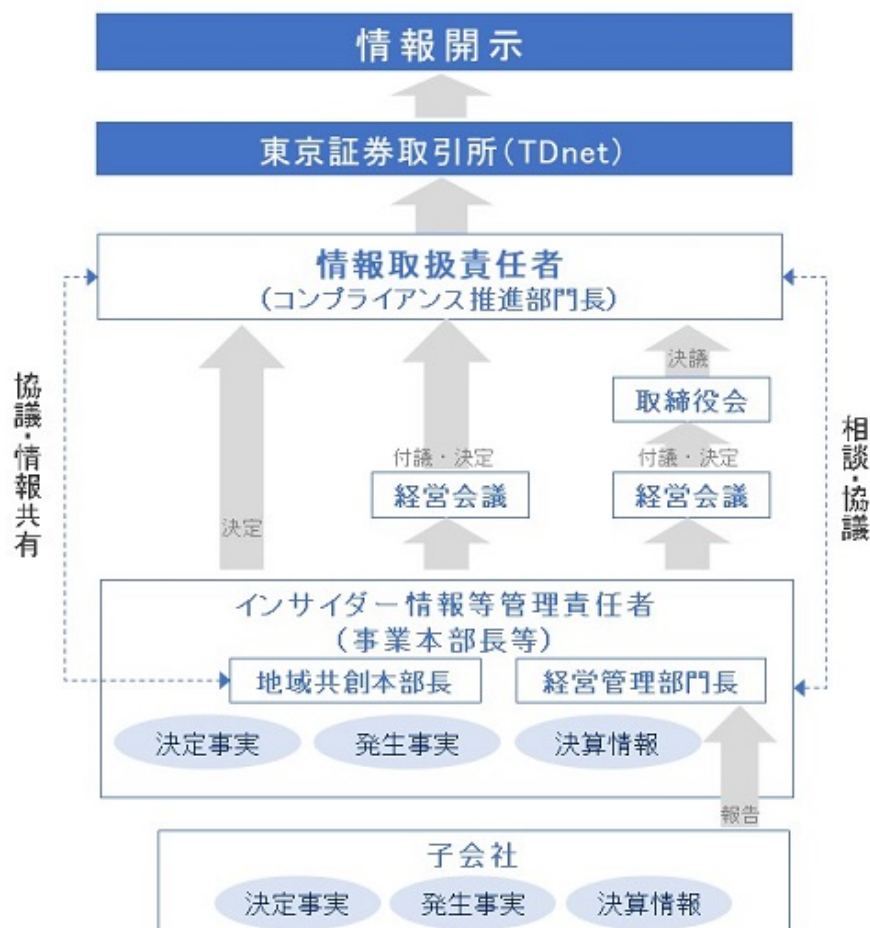 情報開示
東京証券取引所(TDnet)
情報取扱責任者
(コンプライアンス推進部門長)
決議
取締役会
付議・決定
付議・決定
経営会議
経営会議
決定
協議・情報共有
相談・協議
インサイダー情報等管理責任者
(事業本部長等)
地域共創本部長
経営管理部門長
決定事実
発生事実
決算情報
報告
子会社
決定事実
発生事実
決算情報